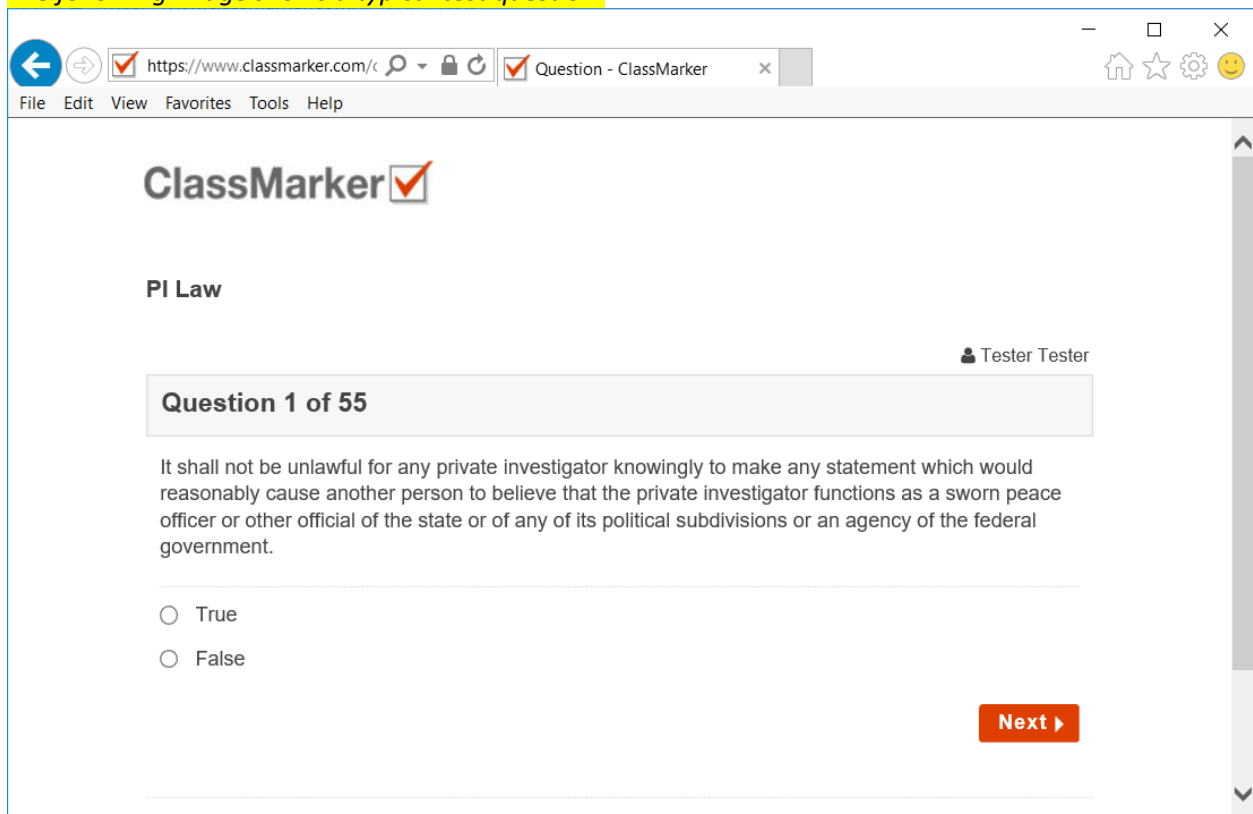 https://www.classmarker.com/
Question - ClassMarker
File Edit View Favorites Tools Help
ClassMarker
PI Law
Tester Tester
Question 1 of 55
It shall not be unlawful for any private investigator knowingly to make any statement which would
reasonably cause another person to believe that the private investigator functions as a sworn peace
officer or other official of the state or of any of its political subdivisions or an agency of the federal
government.
True
False
Next